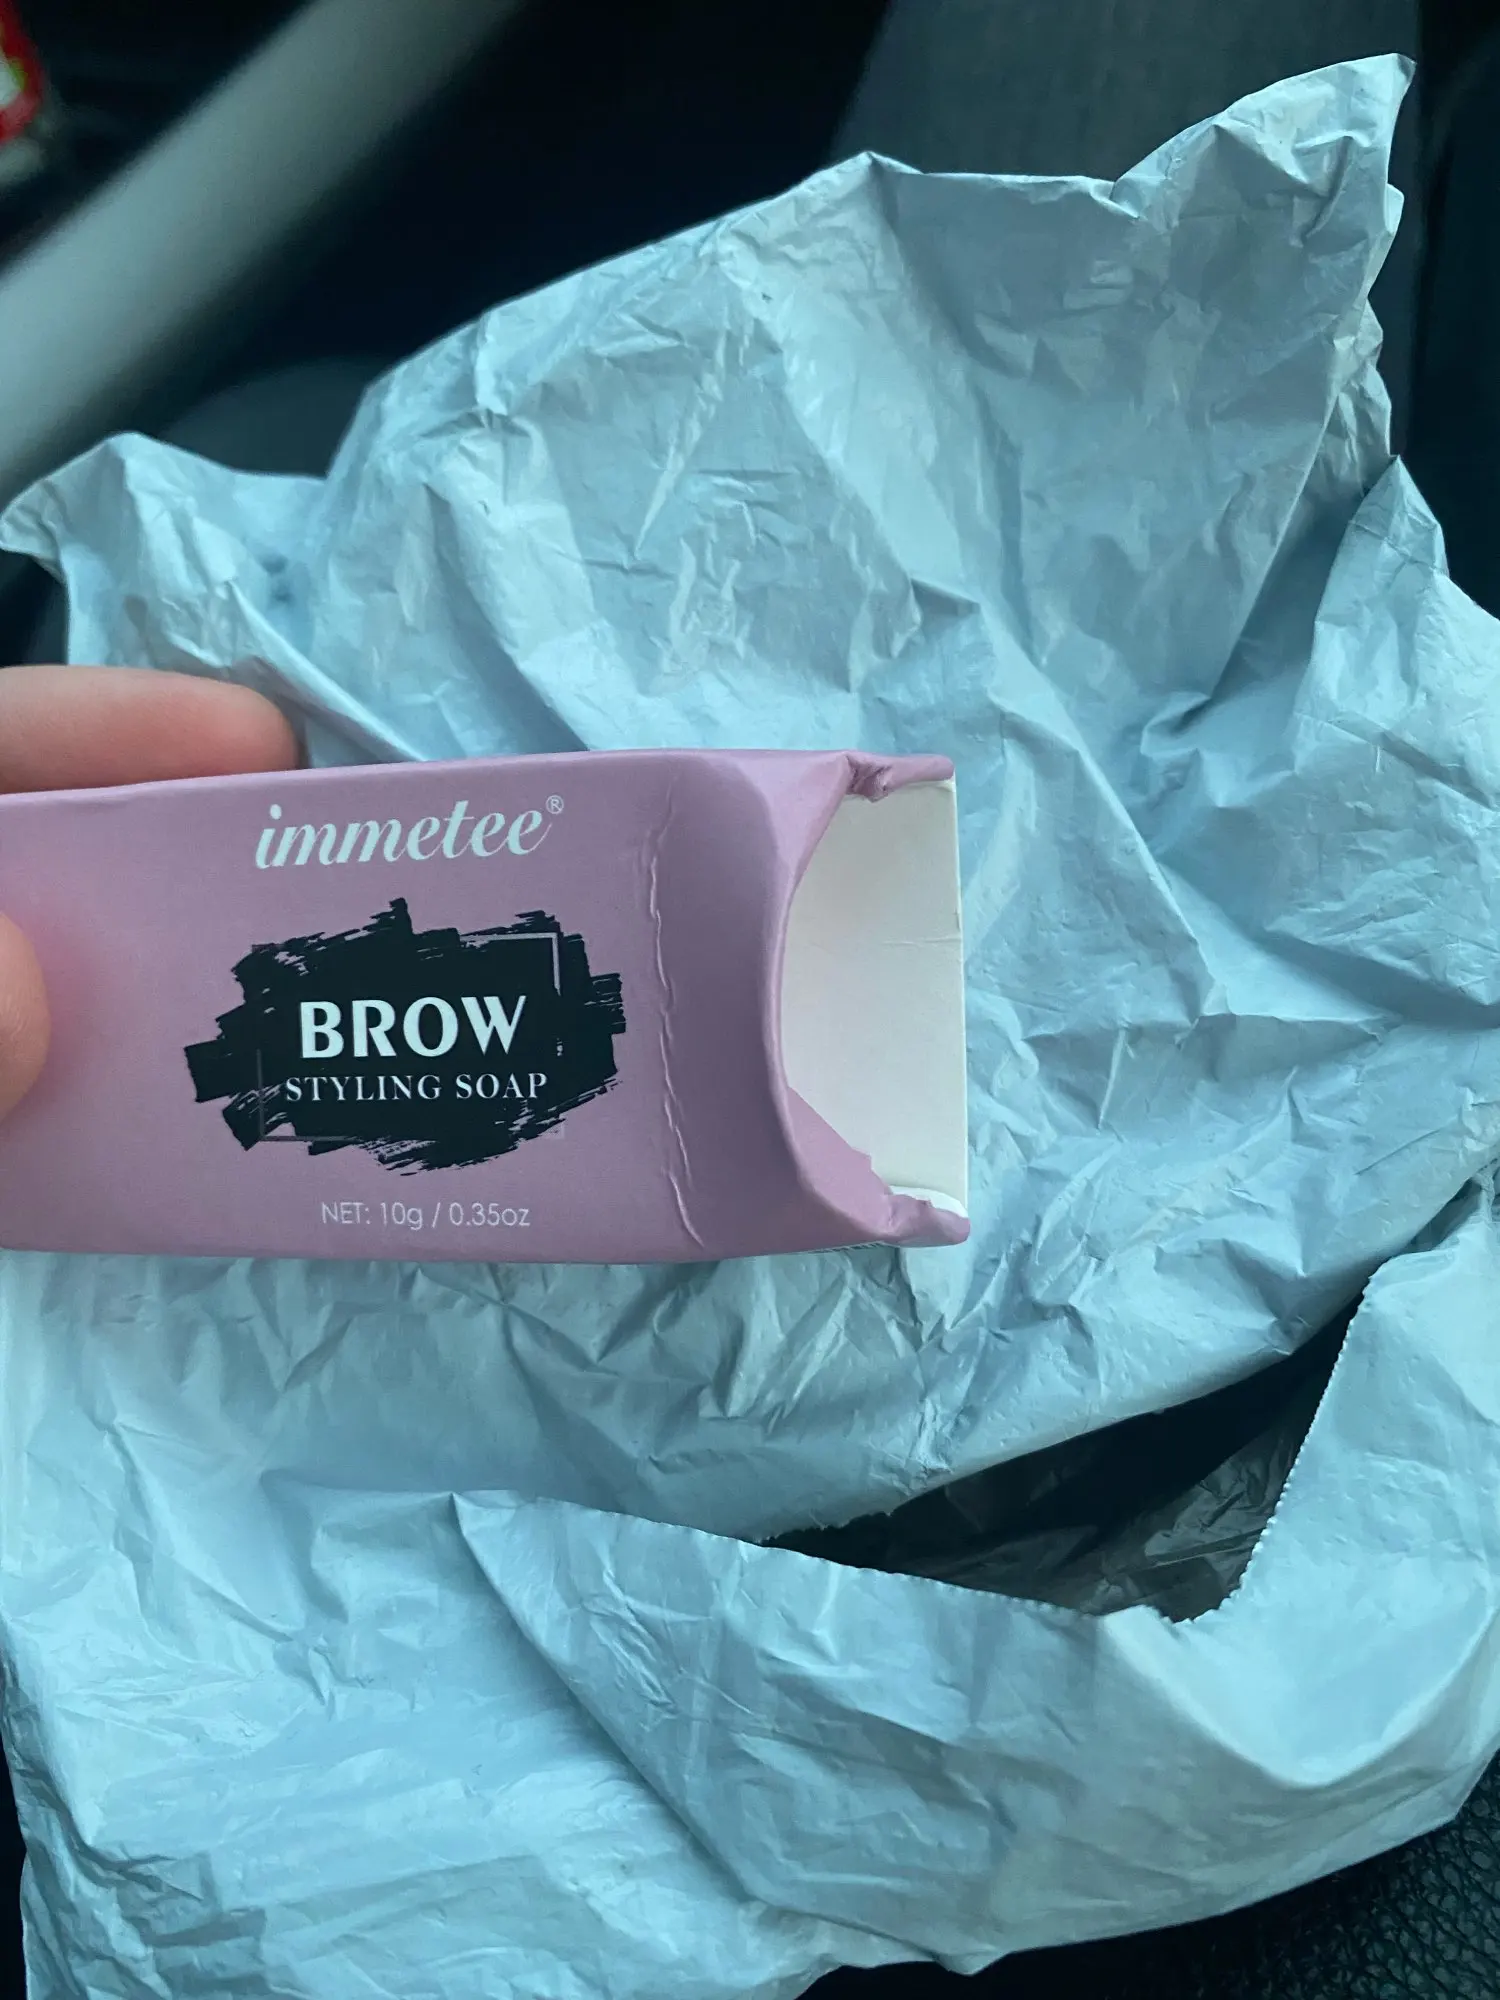 immetee®
BROW
STYLING SOAP
NET: 10g / 0.35oz